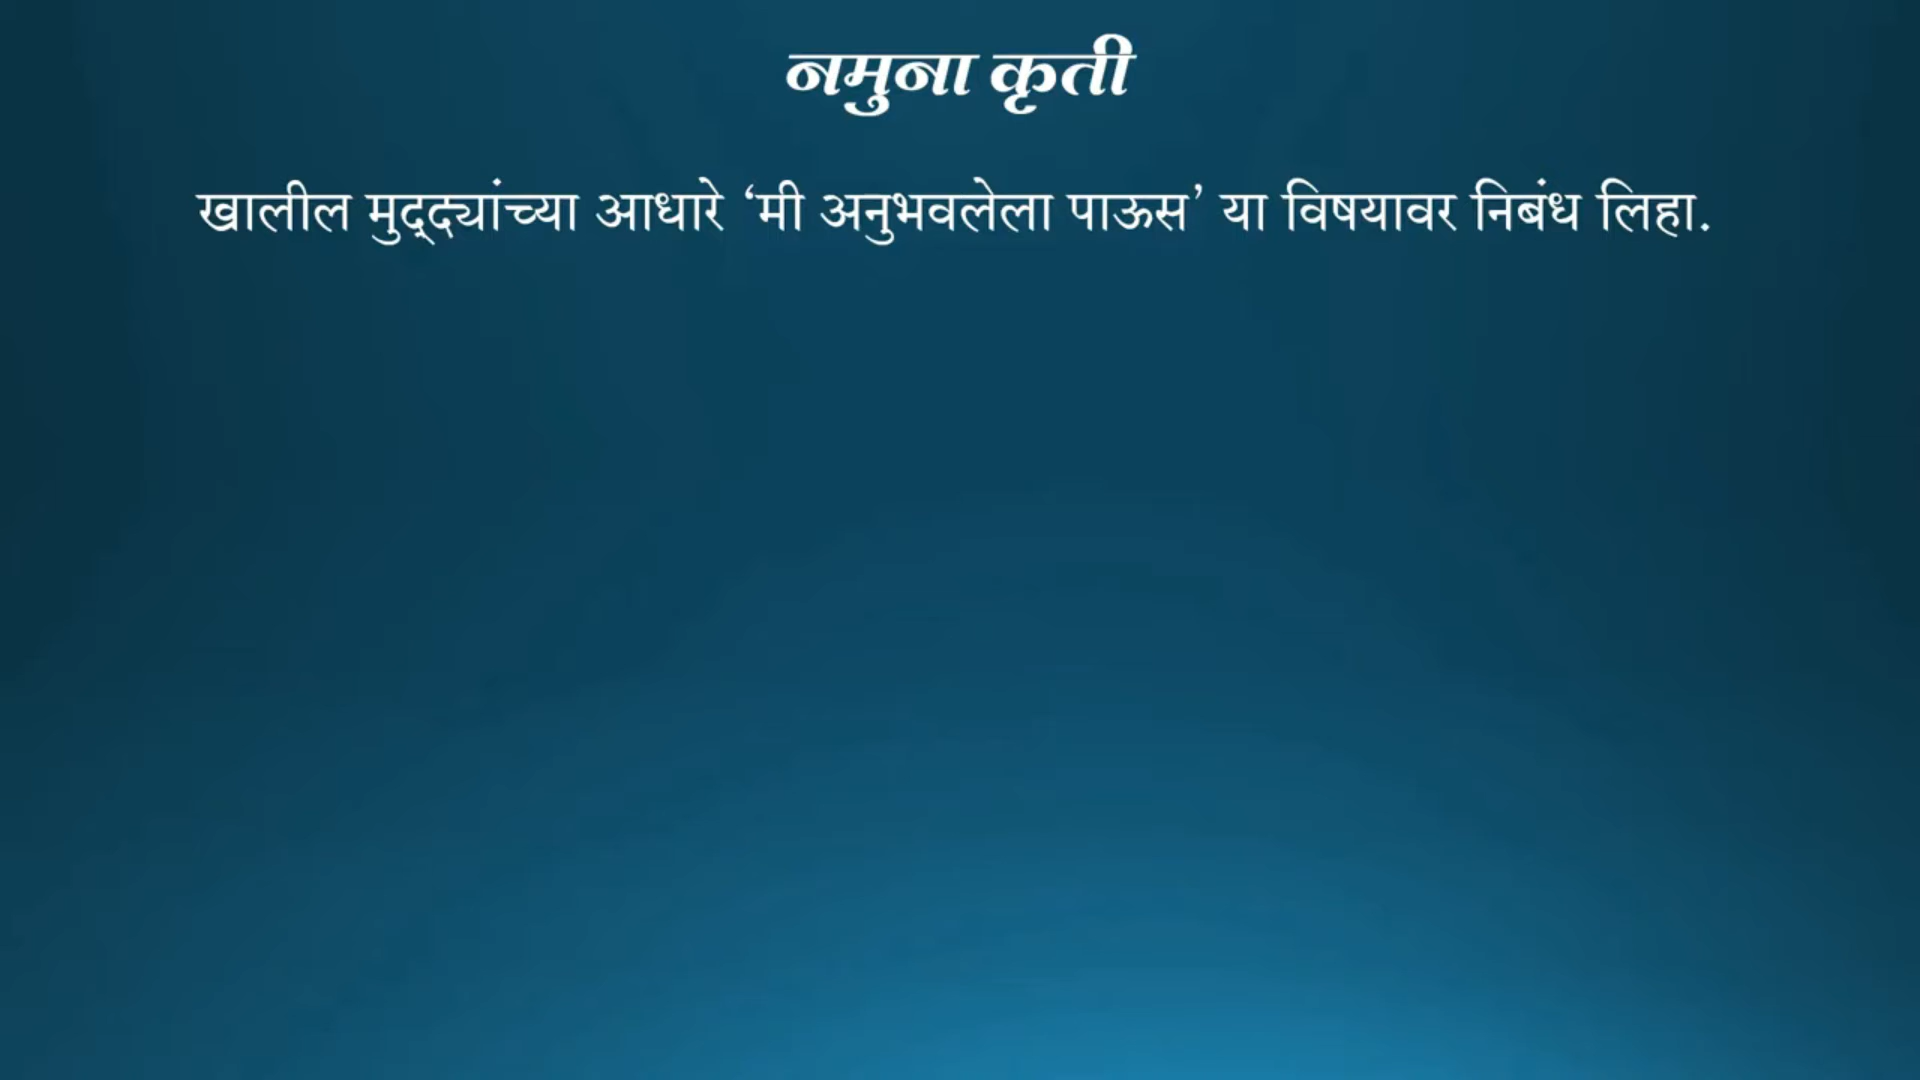 नमुना कृती
खालील मुद्‌द्यांच्या आधारे ‘मी अनुभवलेला पाऊस’ या विषयावर निबंध लिहा.